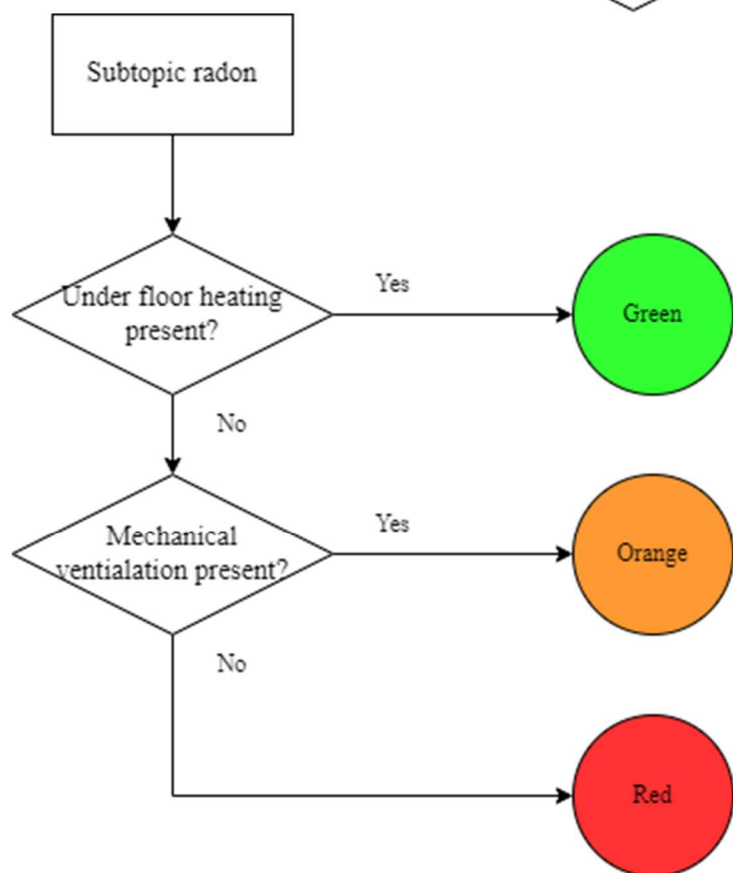 Subtopic radon
Under floor heating
present?
Yes
Green
No
Mechanical
ventialation present?
Yes
Orange
No
Red